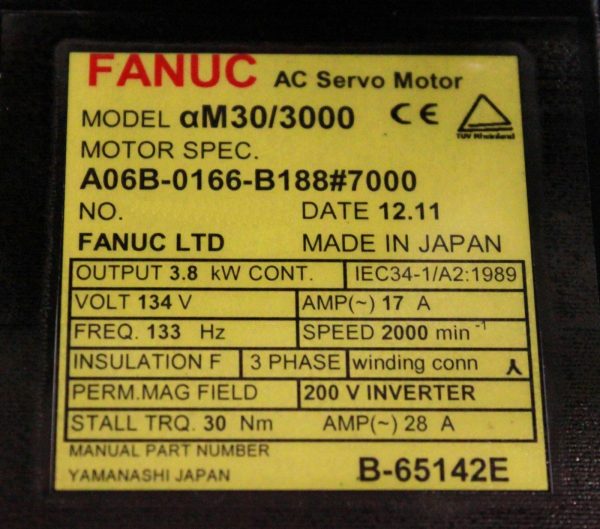 FANUC AC Servo Motor
MODEL αM30/3000 CE
TUV Rheinland
MOTOR SPEC.
A06B-0166-B188#7000
NO. DATE 12.11
FANUC LTD MADE IN JAPAN
OUTPUT 3.8 kW CONT. IEC34-1/A2:1989
VOLT 134 V AMP(~) 17 A
FREQ. 133 Hz SPEED 2000 min⁻¹
INSULATION F 3 PHASE winding conn
PERM.MAG FIELD 200 V INVERTER
STALL TRQ. 30 Nm AMP(~) 28 A
MANUAL PART NUMBER
YAMANASHI JAPAN B-65142E